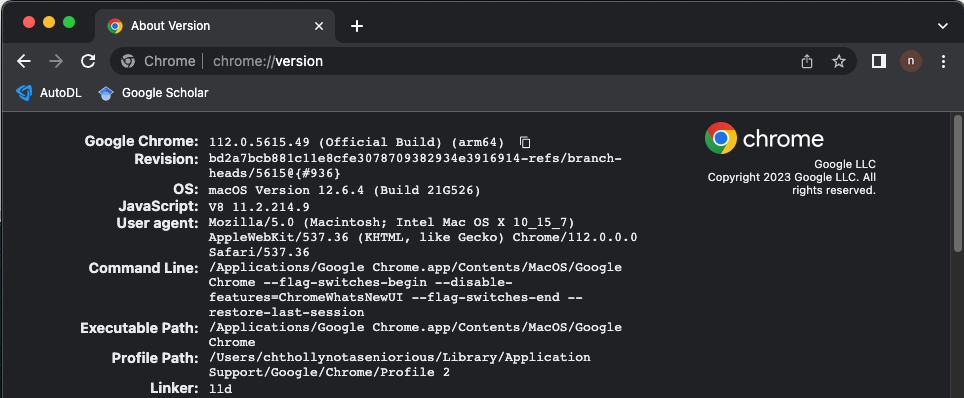 About Version
Chrome | chrome://version
n
AutoDL Google Scholar
chrome
Google LLC
Copyright 2023 Google LLC. All
rights reserved.
Google Chrome: 112.0.5615.49 (Official Build) (arm64)
Revision: bd2a7bcb881c11e8cfe3078709382934e3916914-refs/branch-
heads/5615@{#936}
OS: macOS Version 12.6.4 (Build 21G526)
JavaScript: V8 11.2.214.9
User agent: Mozilla/5.0 (Macintosh; Intel Mac OS X 10_15_7)
AppleWebKit/537.36 (KHTML, like Gecko) Chrome/112.0.0.0
Safari/537.36
Command Line: /Applications/Google Chrome.app/Contents/MacOS/Google
Chrome --flag-switches-begin --disable-
features=ChromeWhatsNewUI --flag-switches-end --
restore-last-session
Executable Path: /Applications/Google Chrome.app/Contents/MacOS/Google
Chrome
Profile Path: /Users/chthollynotaseniorious/Library/Application
Support/Google/Chrome/Profile 2
Linker: lld